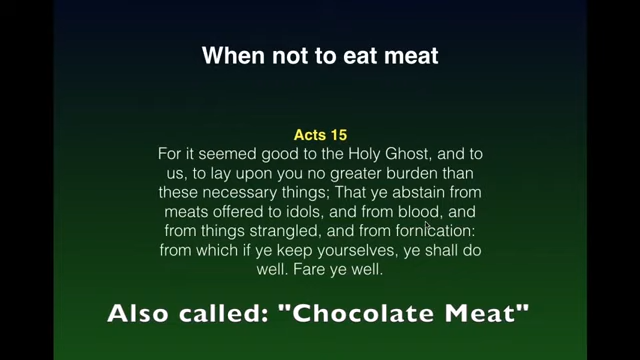 When not to eat meat
Acts 15
For it seemed good to the Holy Ghost, and to
us, to lay upon you no greater burden than
these necessary things; That ye abstain from
meats offered to idols, and from blood, and
from things strangled, and from fornication:
from which if ye keep yourselves, ye shall do
well. Fare ye well.
Also called: "Chocolate Meat"